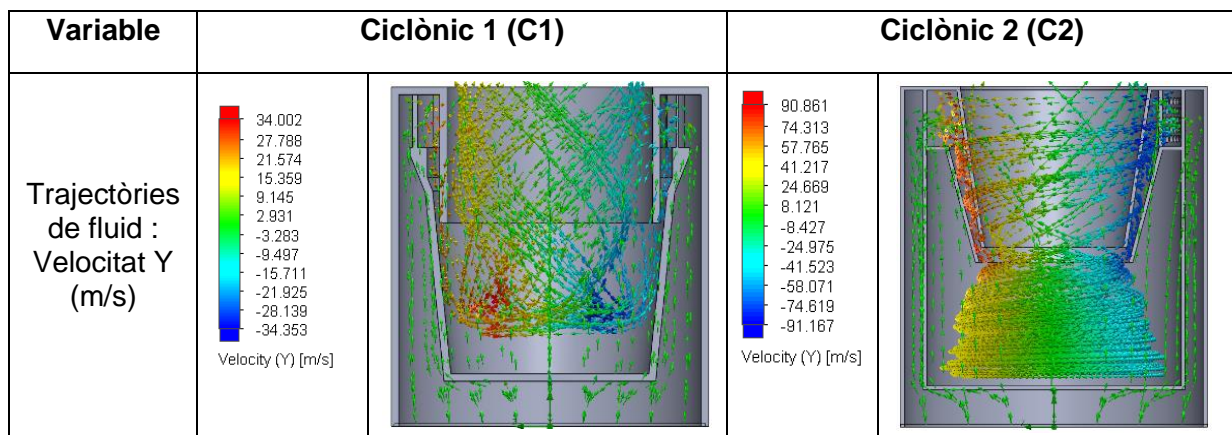 Variable
Ciclònic 1 (C1)
Ciclònic 2 (C2)
Trajectòries
de fluid :
Velocitat Y
(m/s)
34.002
27.788
21.574
15.359
9.145
2.931
-3.283
-9.497
-15.711
-21.925
-28.139
-34.353
Velocity (Y) [m/s]
90.861
74.313
57.765
41.217
24.669
8.121
-8.427
-24.975
-41.523
-58.071
-74.619
-91.167
Velocity (Y) [m/s]